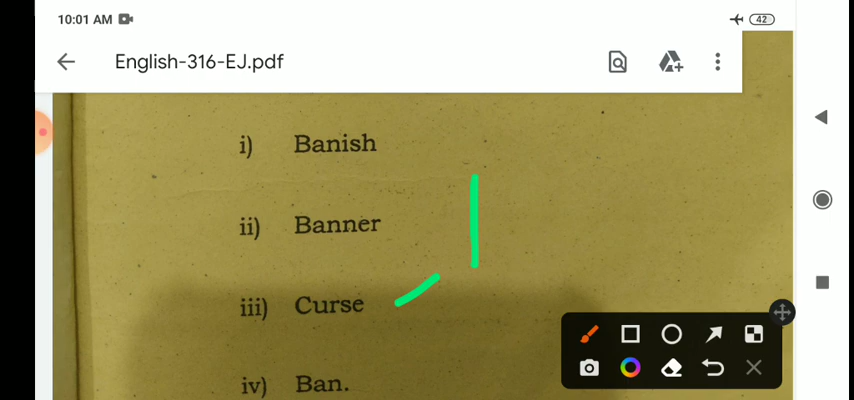 10:01 AM 42
English-316-EJ.pdf
i) Banish
ii) Banner
iii) Curse
iv) Ban.